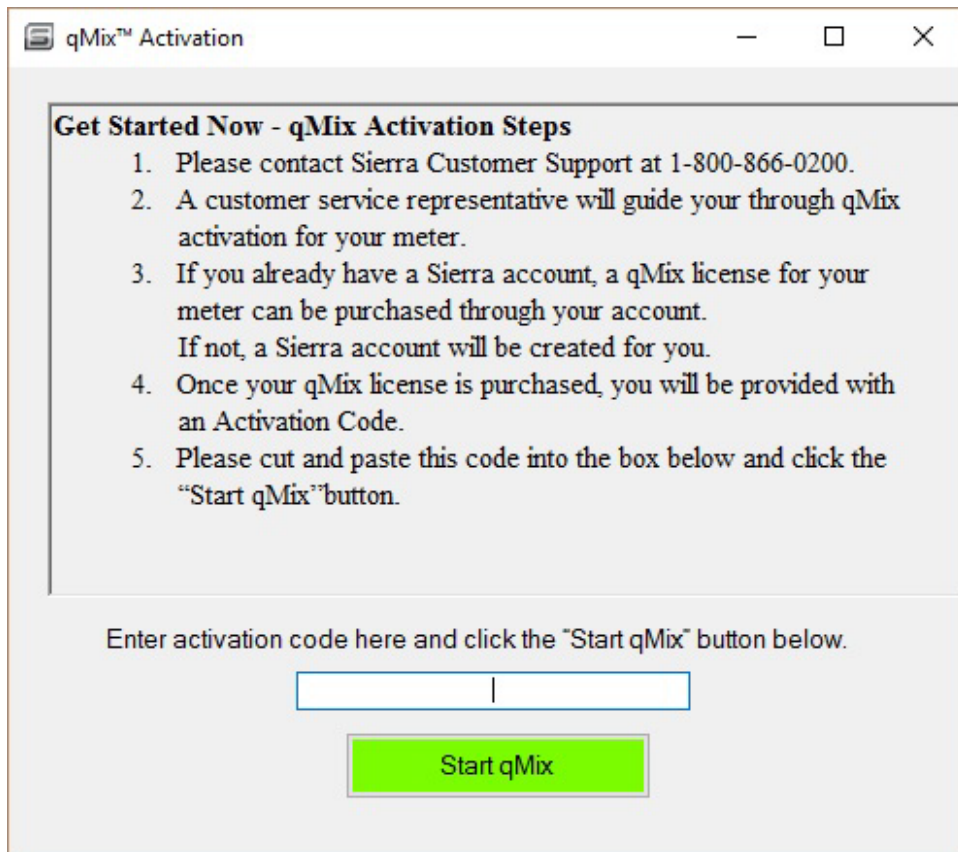 qMix™ Activation
Get Started Now - qMix Activation Steps
1. Please contact Sierra Customer Support at 1-800-866-0200.
2. A customer service representative will guide your through qMix
activation for your meter.
3. If you already have a Sierra account, a qMix license for your
meter can be purchased through your account.
If not, a Sierra account will be created for you.
4. Once your qMix license is purchased, you will be provided with
an Activation Code.
5. Please cut and paste this code into the box below and click the
“Start qMix”button.
Enter activation code here and click the “Start qMix” button below.
Start qMix